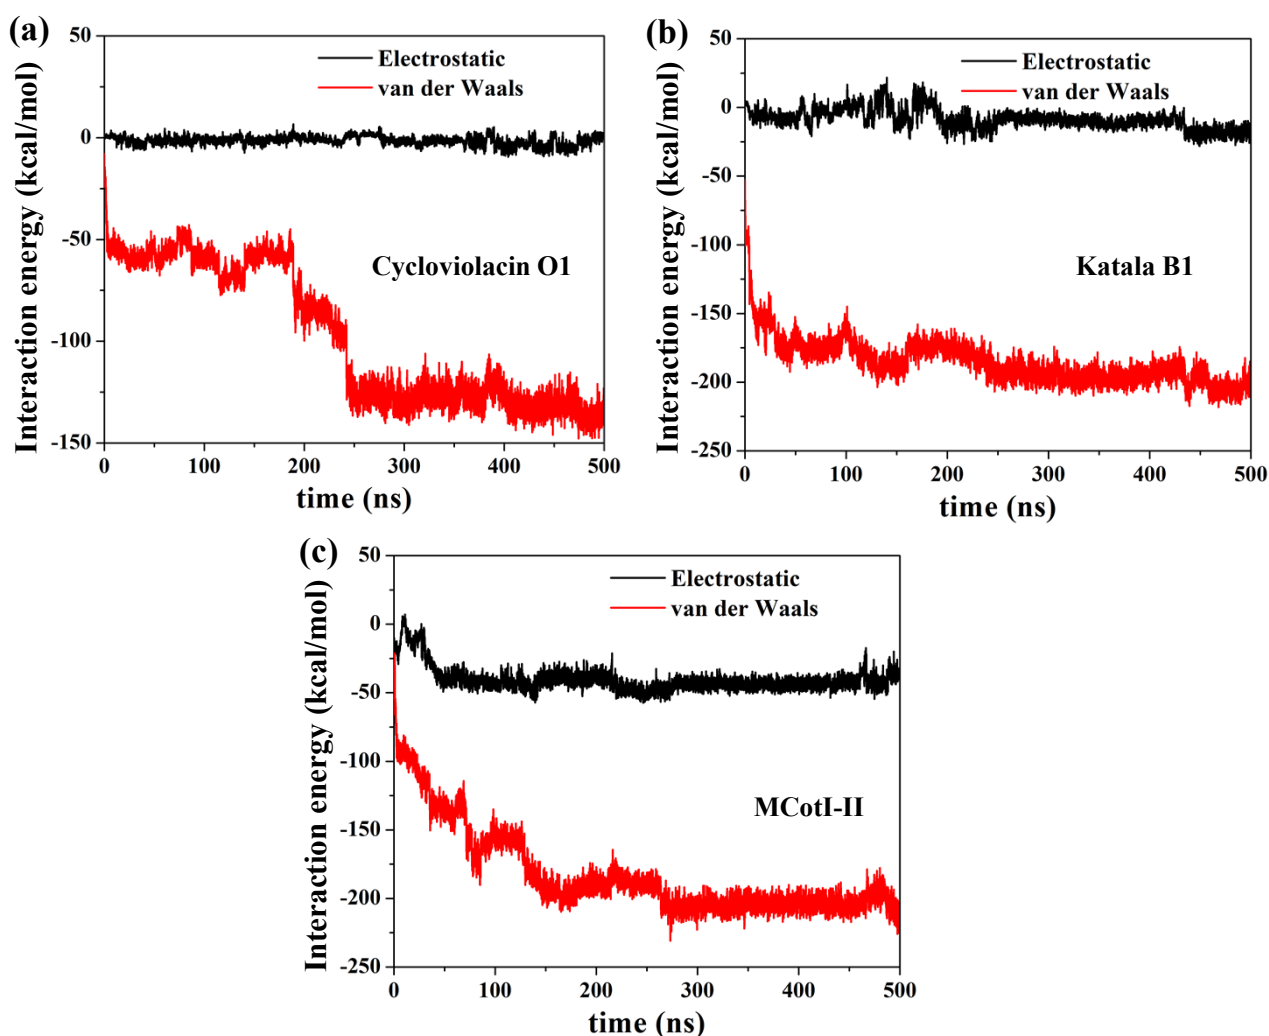 (a)
Interaction energy (kcal/mol)
50
0
-50
-100
-150
Electrostatic
van der Waals
Cycloviolacin O1
0 100 200 300 400 500
time (ns)
(b)
Interaction energy (kcal/mol)
50
0
-50
-100
-150
-200
-250
Electrostatic
van der Waals
Katala B1
0 100 200 300 400 500
time (ns)
(c)
Interaction energy (kcal/mol)
50
0
-50
-100
-150
-200
-250
Electrostatic
van der Waals
MCotI-II
0 100 200 300 400 500
time (ns)